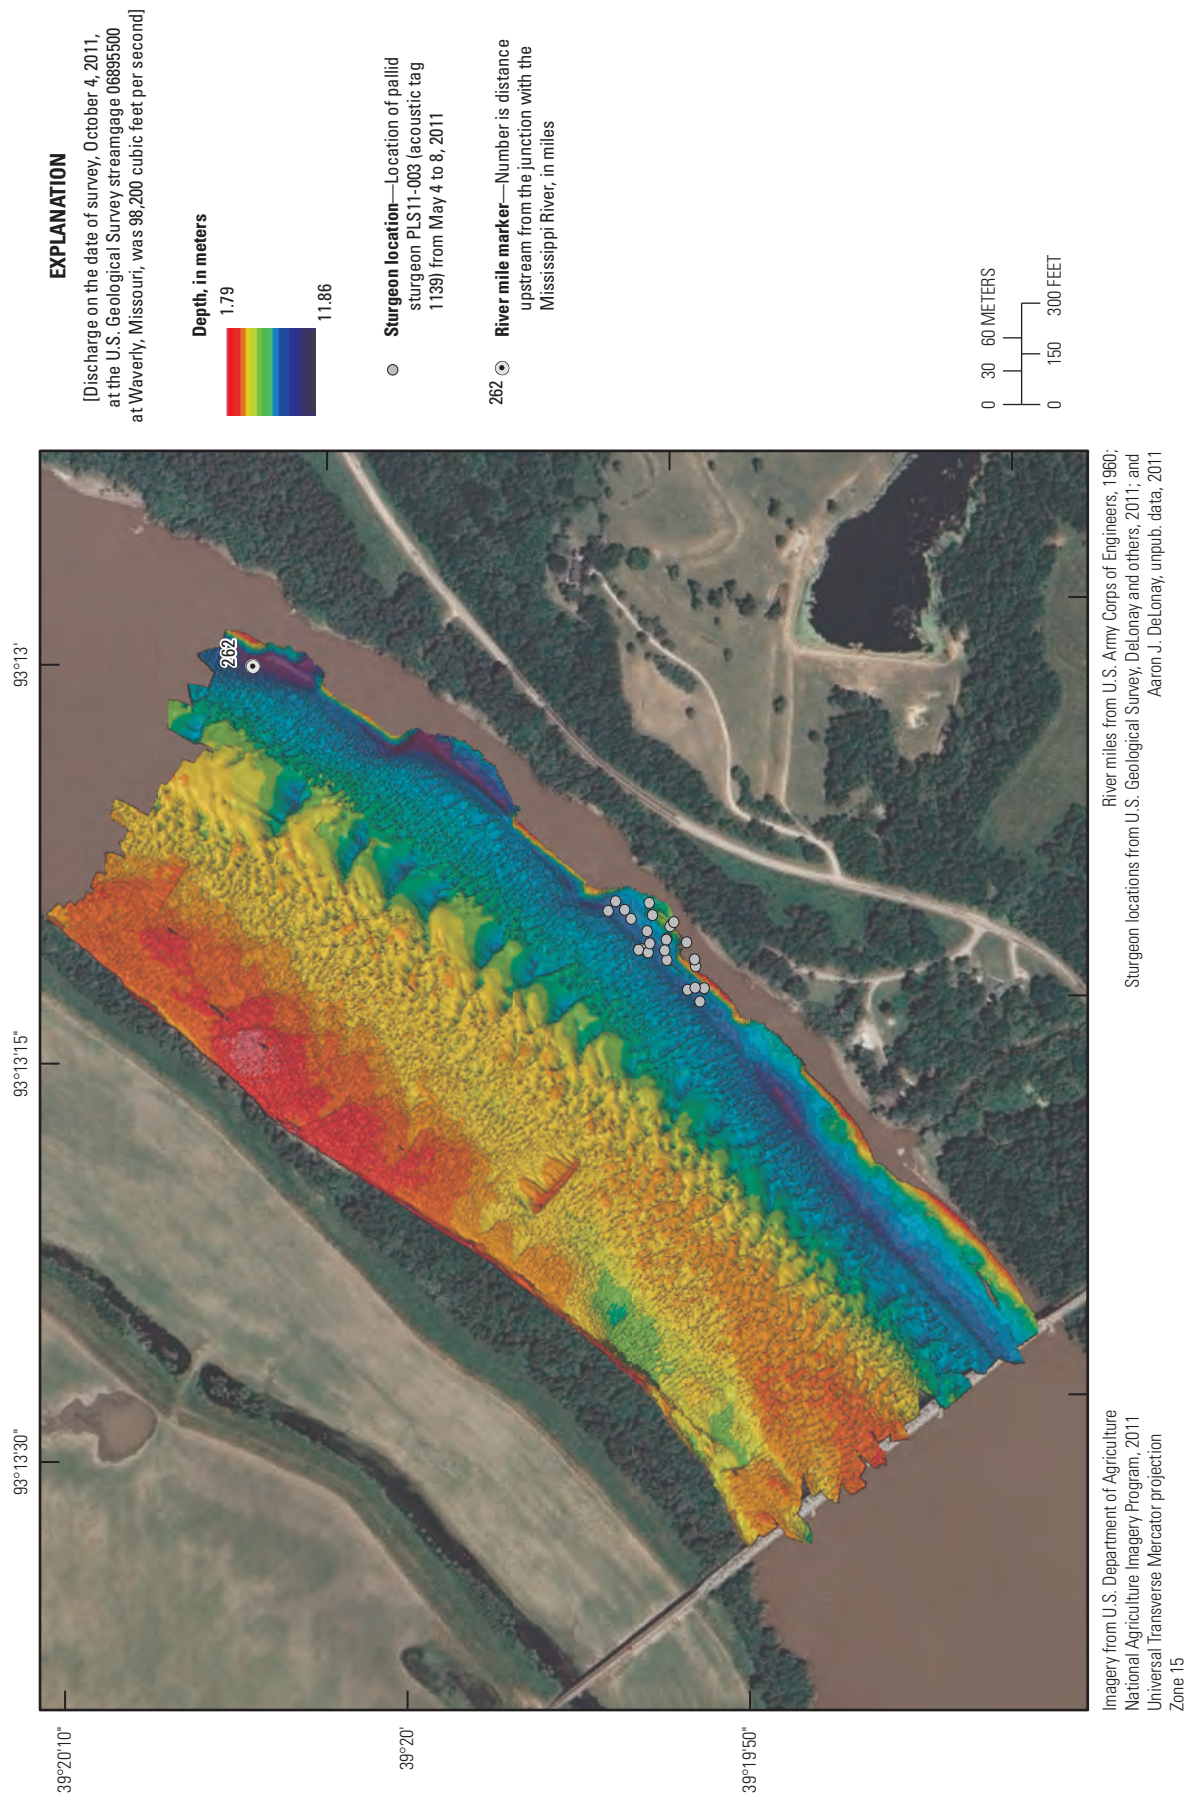 93°13'30"
93°13'15"
93°13'
39°20'10"
39°20'
39°19'50"
262
Imagery from U.S. Department of Agriculture
National Agriculture Imagery Program, 2011
Universal Transverse Mercator projection
Zone 15
River miles from U.S. Army Corps of Engineers, 1960;
Sturgeon locations from U.S. Geological Survey, DeLonay and others, 2011; and
Aaron J. DeLonay, unpub. data, 2011
EXPLANATION
[Discharge on the date of survey, October 4, 2011,
at the U.S. Geological Survey streamgage 06895500
at Waverly, Missouri, was 98,200 cubic feet per second]
Depth, in meters
1.79
11.86
Sturgeon location—Location of pallid
sturgeon PLS11-003 (acoustic tag
1139) from May 4 to 8, 2011
262 River mile marker—Number is distance
upstream from the junction with the
Mississippi River, in miles
0 30 60 METERS
0 150 300 FEET